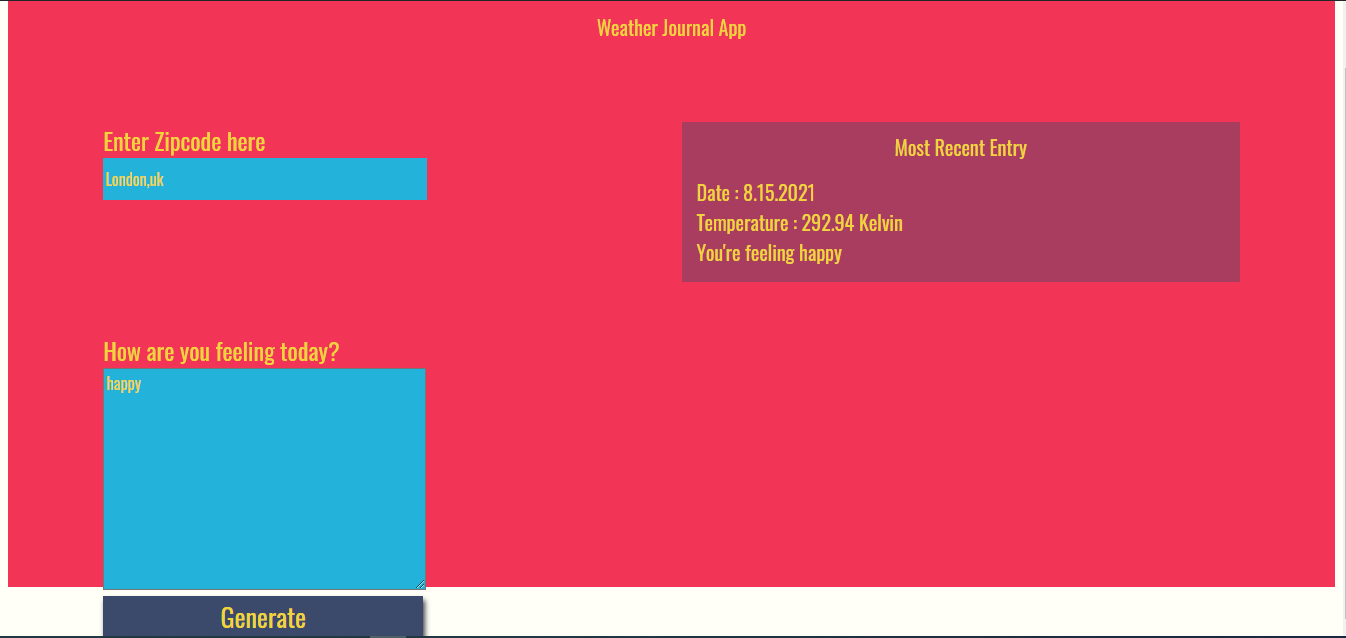 Weather Journal App
Enter Zipcode here
London,uk
Most Recent Entry
Date : 8.15.2021
Temperature : 292.94 Kelvin
You're feeling happy
How are you feeling today?
happy
Generate